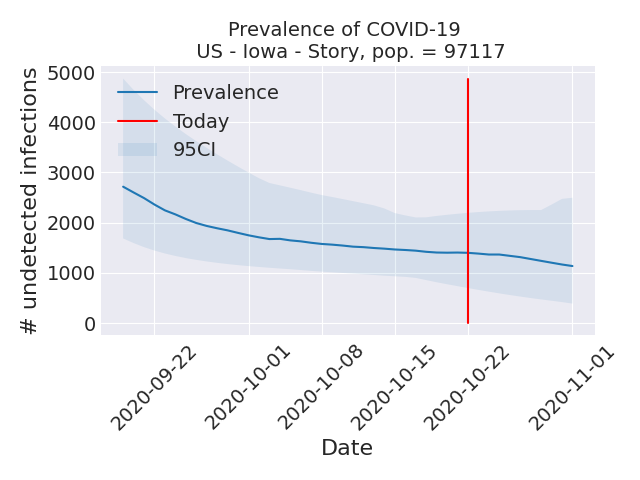 Prevalence of COVID-19
US - Iowa - Story, pop. = 97117
# undetected infections
5000
4000
3000
2000
1000
0
Prevalence
Today
95CI
2020-09-22
2020-10-01
2020-10-08
2020-10-15
2020-10-22
2020-11-01
Date